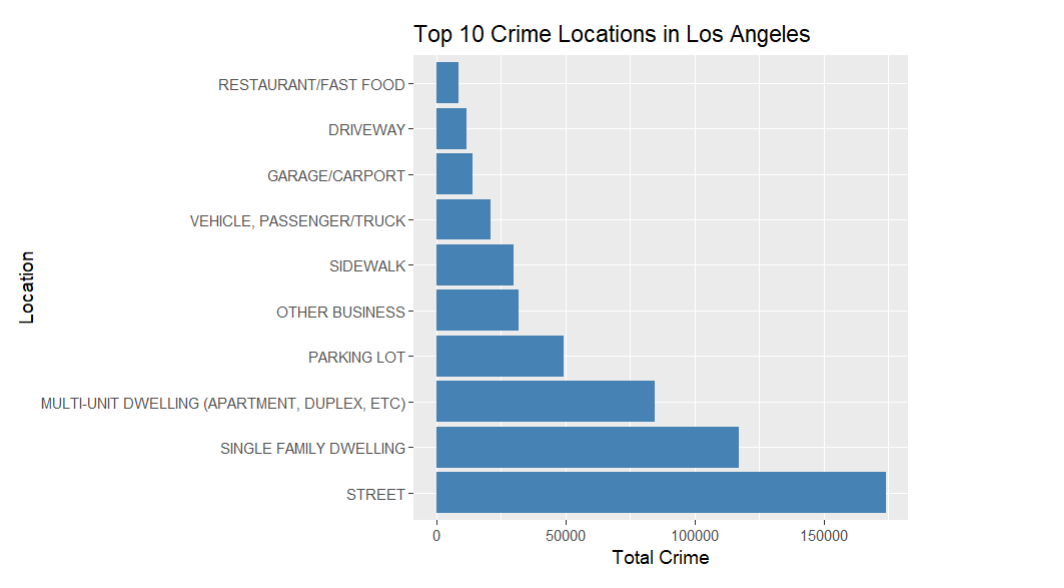 Top 10 Crime Locations in Los Angeles
RESTAURANT/FAST FOOD
DRIVEWAY
GARAGE/CARPORT
VEHICLE, PASSENGER/TRUCK
SIDEWALK
OTHER BUSINESS
PARKING LOT
MULTI-UNIT DWELLING (APARTMENT, DUPLEX, ETC)
SINGLE FAMILY DWELLING
STREET
Location
0 50000 100000 150000
Total Crime